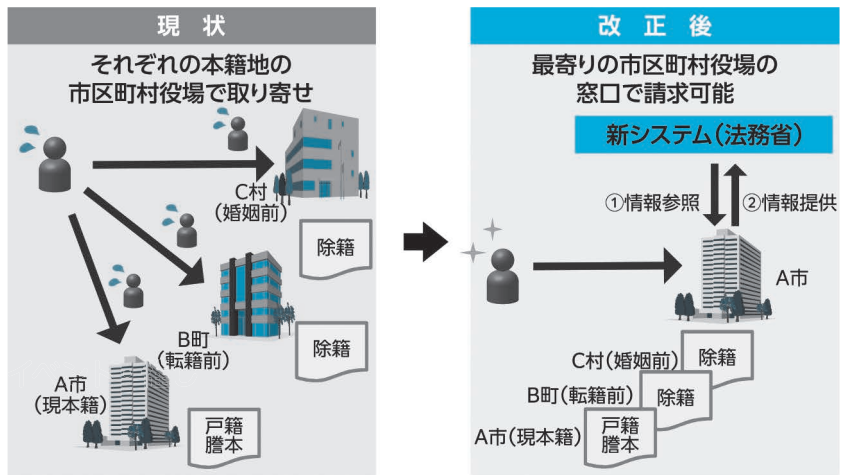 現状
それぞれの本籍地の
市区町村役場で取り寄せ
C村
(婚姻前)
除籍
B町
(転籍前)
除籍
A市
(現本籍)
戸籍
謄本
改正後
最寄りの市区町村役場の
窓口で請求可能
新システム(法務省)
①情報参照
②情報提供
A市
C村(婚姻前)
除籍
B町(転籍前)
除籍
A市(現本籍)
戸籍
謄本